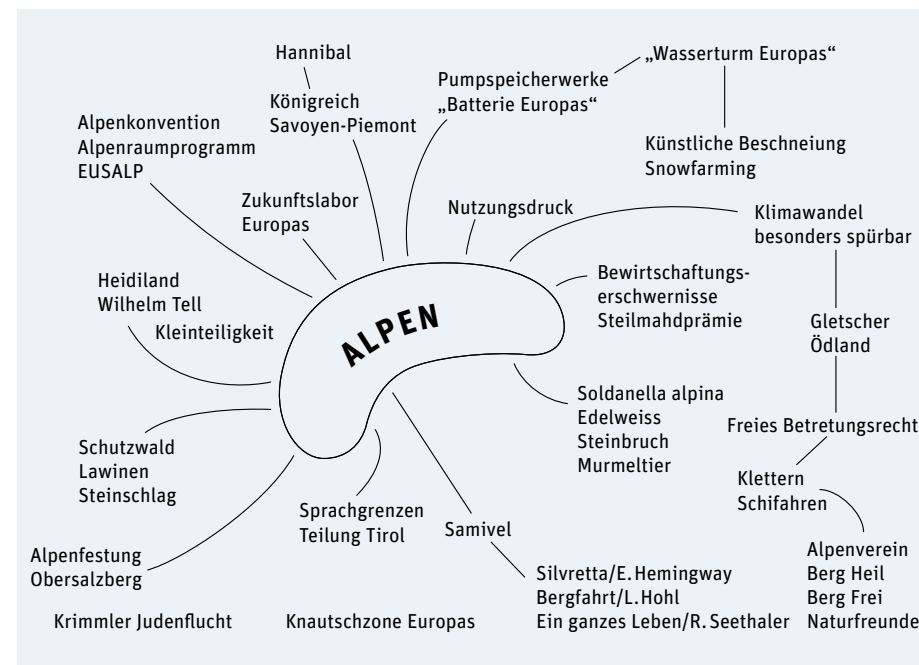 Hannibal
Königreich
Savoyen-Piemont
Pumpspeicherwerke
„Batterie Europas“
„Wasserturm Europas“
Künstliche Beschneiung
Snowfarming
Alpenkonvention
Alpenraumprogramm
EUSALP
Zukunftslabor
Europas
Nutzungsdruck
Klimawandel
besonders spürbar
Heidiland
Wilhelm Tell
Kleinteiligkeit
ALPEN
Bewirtschaftungs-
erschwernisse
Steilmahdprämie
Gletscher
Ödland
Soldanella alpina
Edelweiss
Steinbruch
Murmeltier
Freies Betretungsrecht
Schutzwald
Lawinen
Steinschlag
Klettern
Schifahren
Sprachgrenzen
Teilung Tirol
Samivel
Alpenfestung
Obersalzberg
Silvretta/E. Hemingway
Bergfahrt/L. Hohl
Ein ganzes Leben/R. Seethaler
Alpenverein
Berg Heil
Berg Frei
Naturfreunde
Krimmler Judenflucht
Knautschzone Europas